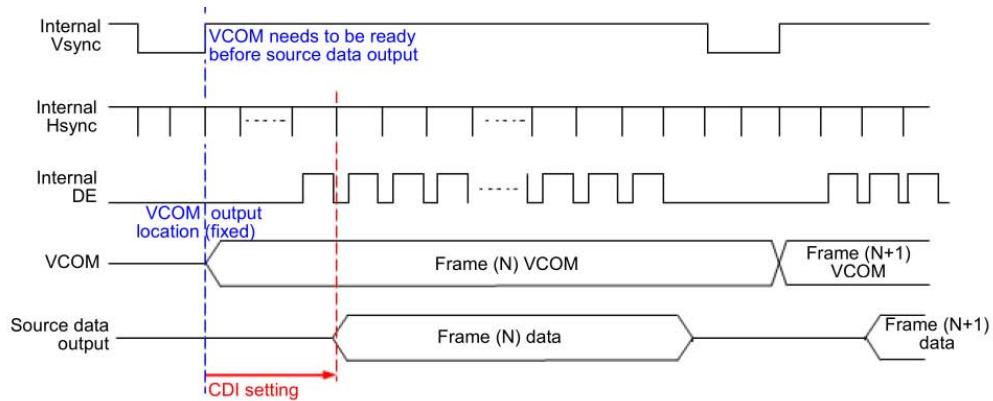 Internal
Vsync
VCOM needs to be ready
before source data output
Internal
Hsync
Internal
DE
VCOM output
location (fixed)
VCOM
Frame (N) VCOM
Frame (N+1)
VCOM
Source data
output
Frame (N) data
Frame (N+1)
data
CDI setting